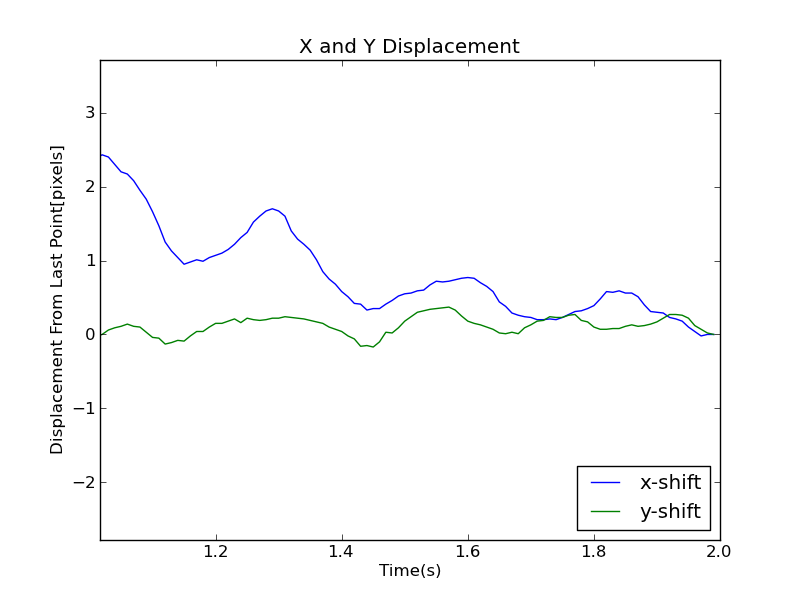 X and Y Displacement
Displacement From Last Point[pixels]
3
2
1
0
−1
−2
x-shift
y-shift
1.2 1.4 1.6 1.8 2.0
Time(s)